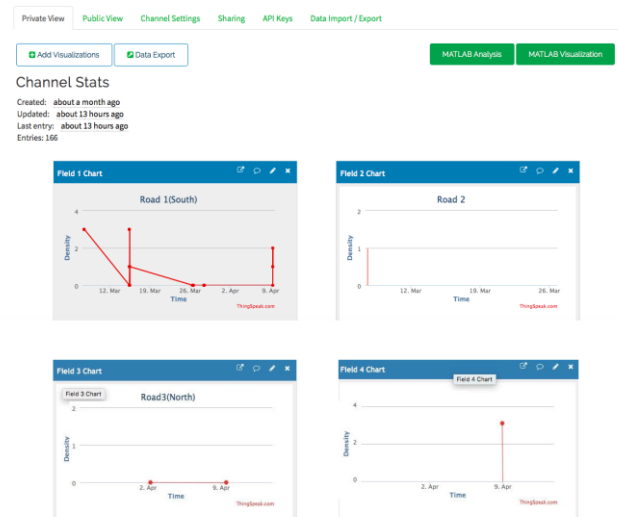 Private View Public View Channel Settings Sharing API Keys Data Import / Export
Add Visualizations Data Export MATLAB Analysis MATLAB Visualization
Channel Stats
Created: about a month ago
Updated: about 13 hours ago
Last entry: about 13 hours ago
Entries: 166
Field 1 Chart
Road 1(South)
4
2
0
Density
12. Mar 19. Mar 26. Mar 2. Apr 9. Apr
Time
ThingSpeak.com
Field 2 Chart
Road 2
2
1
0
Density
12. Mar 19. Mar 26. Mar
Time
ThingSpeak.com
Field 3 Chart
Field 3 Chart
Road3(North)
2
1
0
Density
2. Apr 9. Apr
Time
ThingSpeak.com
Field 4 Chart
Field 4 Chart
4
2
0
Density
2. Apr 9. Apr
Time
ThingSpeak.com